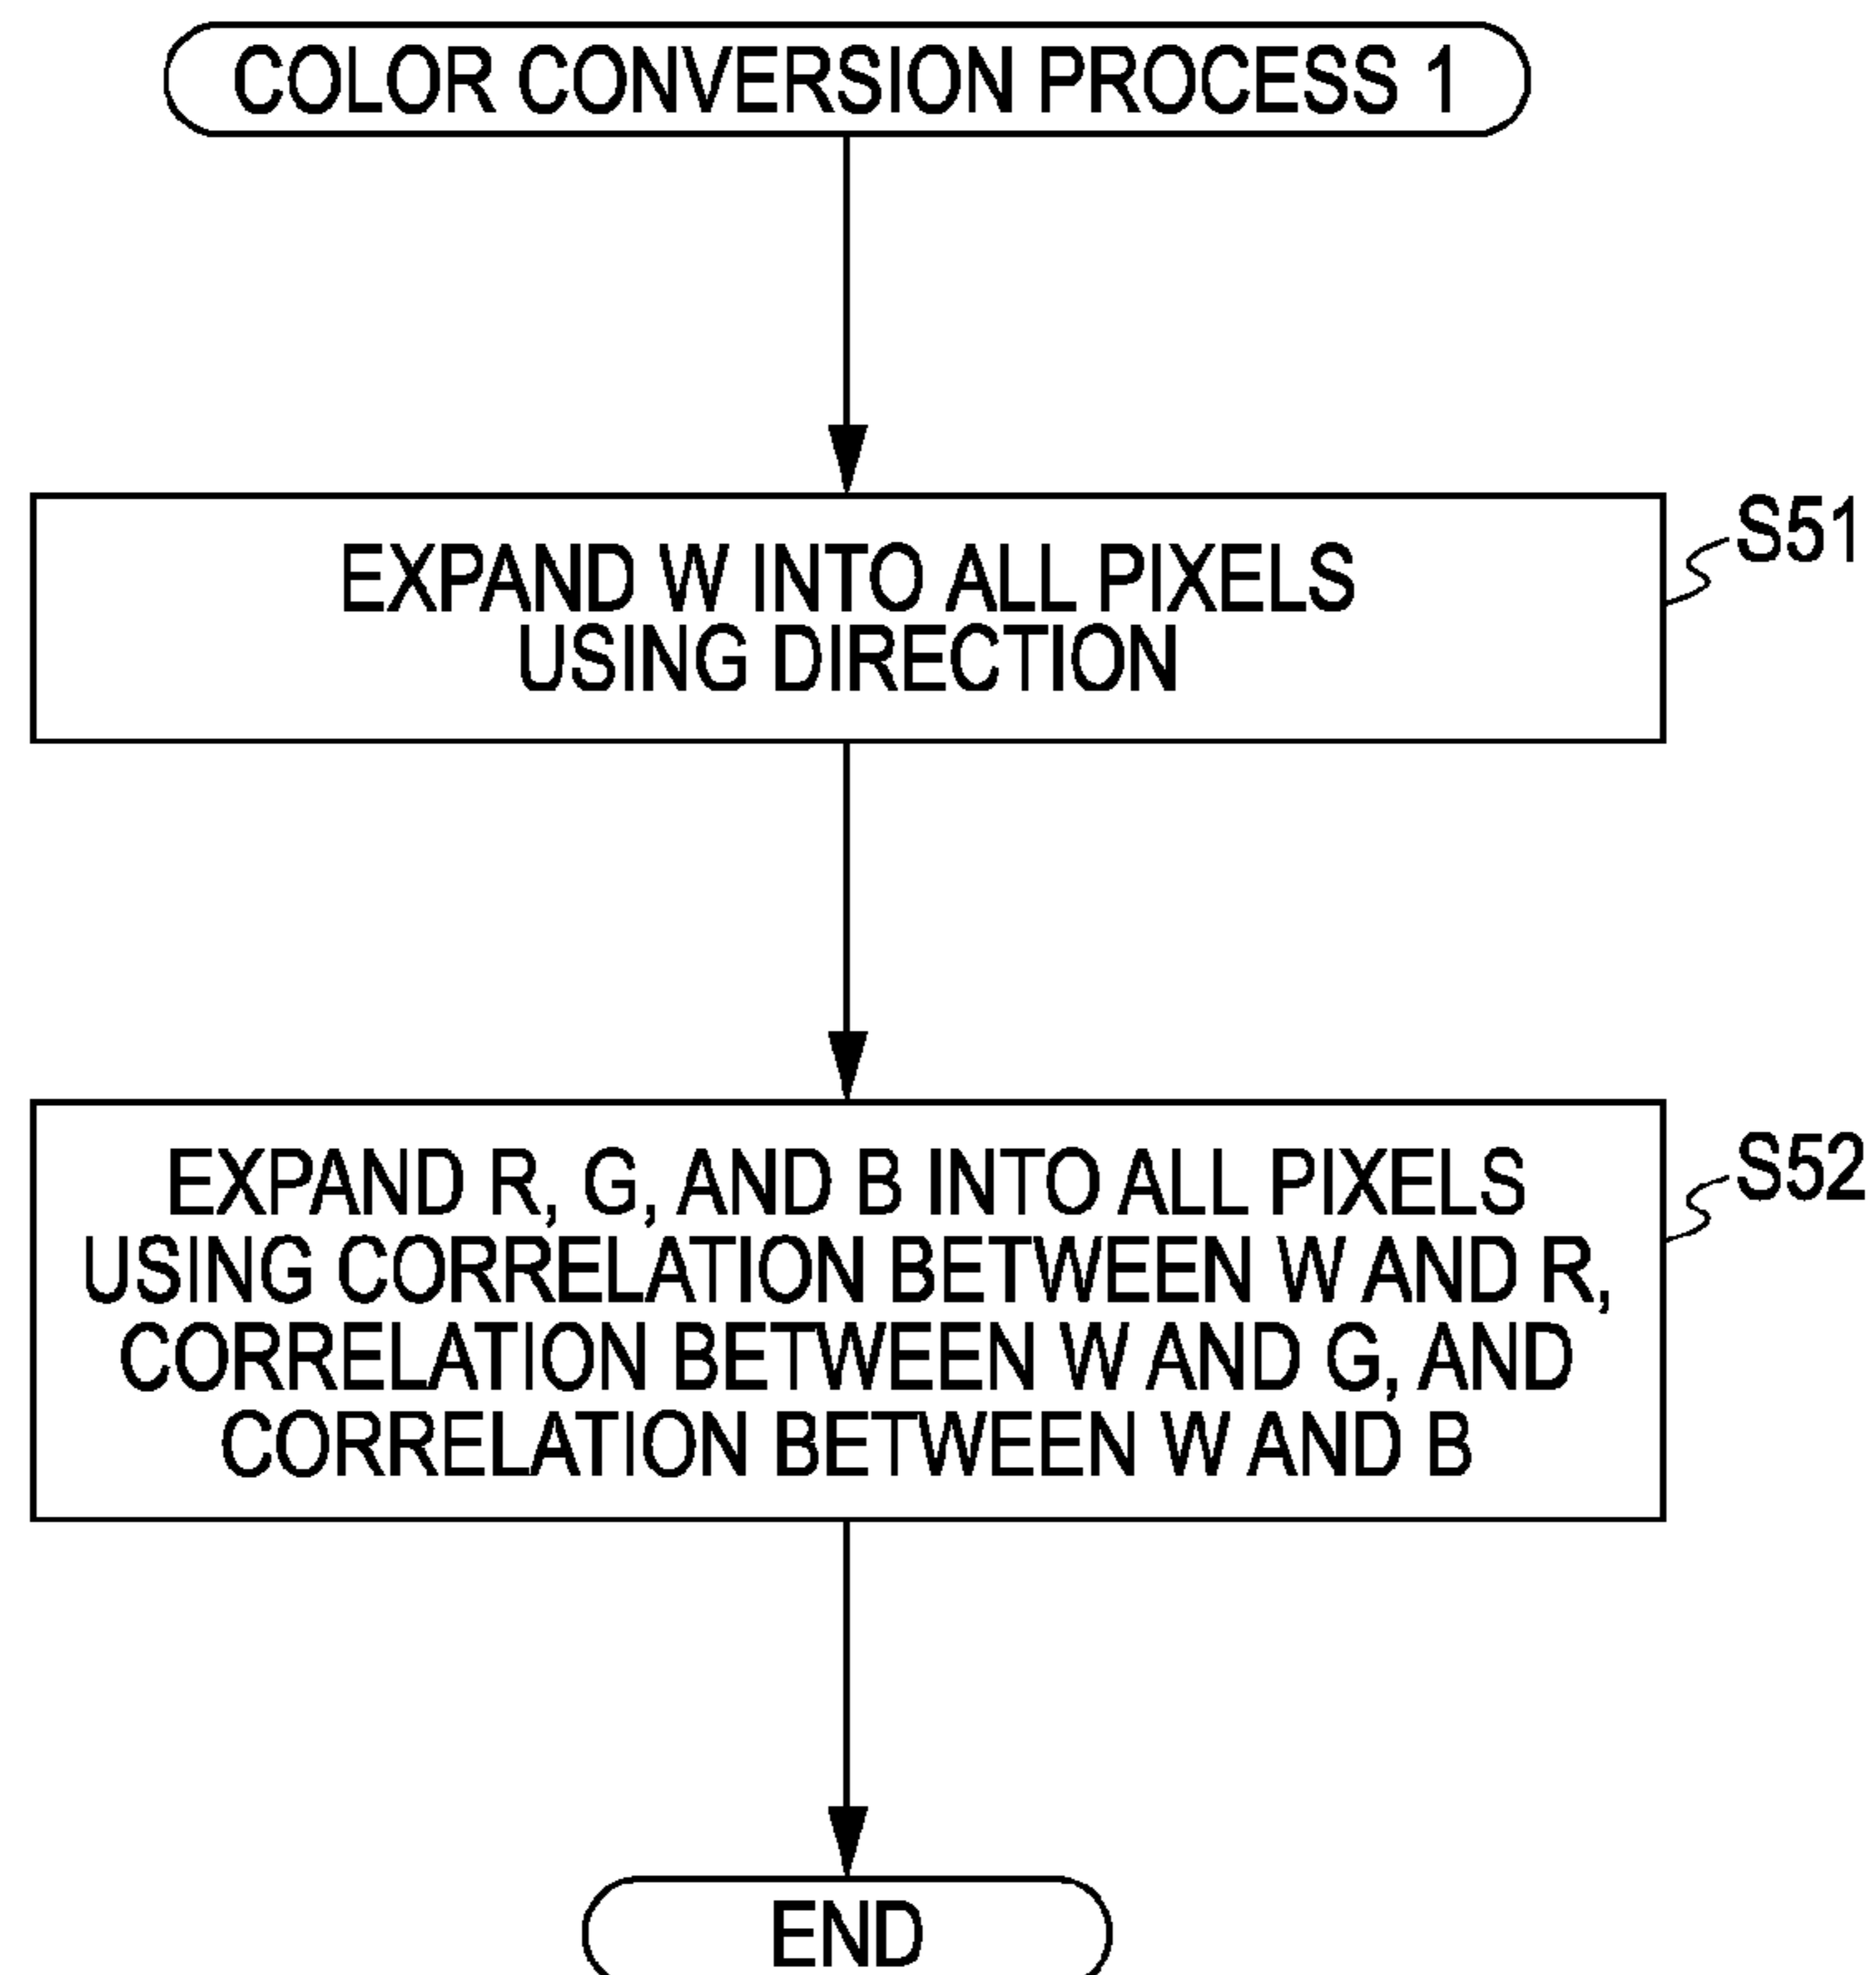 COLOR CONVERSION PROCESS 1
EXPAND W INTO ALL PIXELS
USING DIRECTION
S51
EXPAND R, G, AND B INTO ALL PIXELS
USING CORRELATION BETWEEN W AND R,
CORRELATION BETWEEN W AND G, AND
CORRELATION BETWEEN W AND B
S52
END